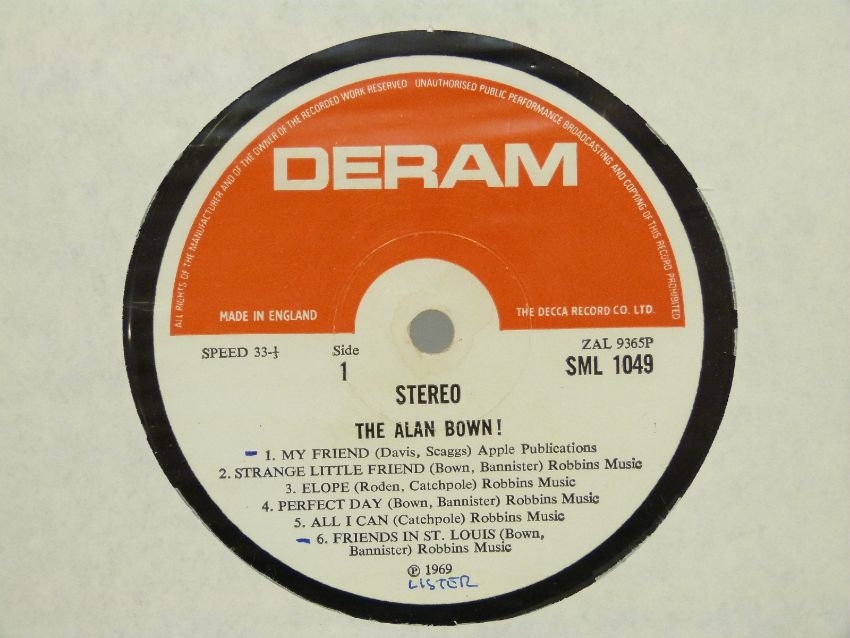 ALL RIGHTS OF THE MANUFACTURER AND OF THE OWNER OF THE RECORDED WORK RESERVED UNAUTHORISED PUBLIC PERFORMANCE BROADCASTING AND COPYING OF THIS RECORD PROHIBITED
DERAM
MADE IN ENGLAND
THE DECCA RECORD CO. LTD.
SPEED 33-⅓
Side
1
ZAL 9365P
SML 1049
STEREO
THE ALAN BOWN!
1. MY FRIEND (Davis, Scaggs) Apple Publications
2. STRANGE LITTLE FRIEND (Bown, Bannister) Robbins Music
3. ELOPE (Roden, Catchpole) Robbins Music
4. PERFECT DAY (Bown, Bannister) Robbins Music
5. ALL I CAN (Catchpole) Robbins Music
6. FRIENDS IN ST. LOUIS (Bown,
Bannister) Robbins Music
℗ 1969
LISTER